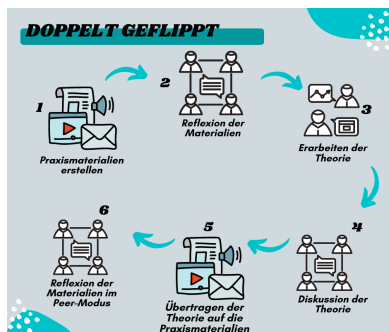 DOPPELT GEFLIPPT
1
Praxismaterialien
erstellen
2
Reflexion der
Materialien
3
Erarbeiten der
Theorie
4
Diskussion der
Theorie
5
Übertragen der
Theorie auf die
Praxismaterialien
6
Reflexion der
Materialien im
Peer-Modus